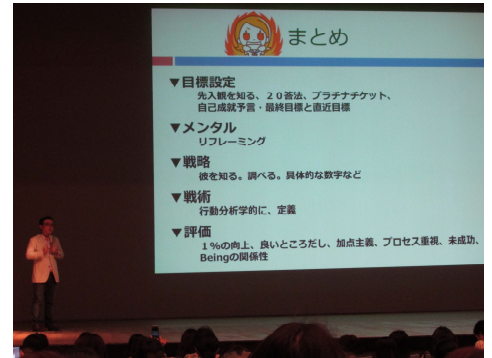 まとめ
▼目標設定
先入観を知る、２０答法、プラチナチケット、
自己成就予言・最終目標と直近目標
▼メンタル
リフレーミング
▼戦略
彼を知る。調べる。具体的な数字など
▼戦術
行動分析学的に、定義
▼評価
１％の向上、良いところだし、加点主義、プロセス重視、未成功、
Beingの関係性